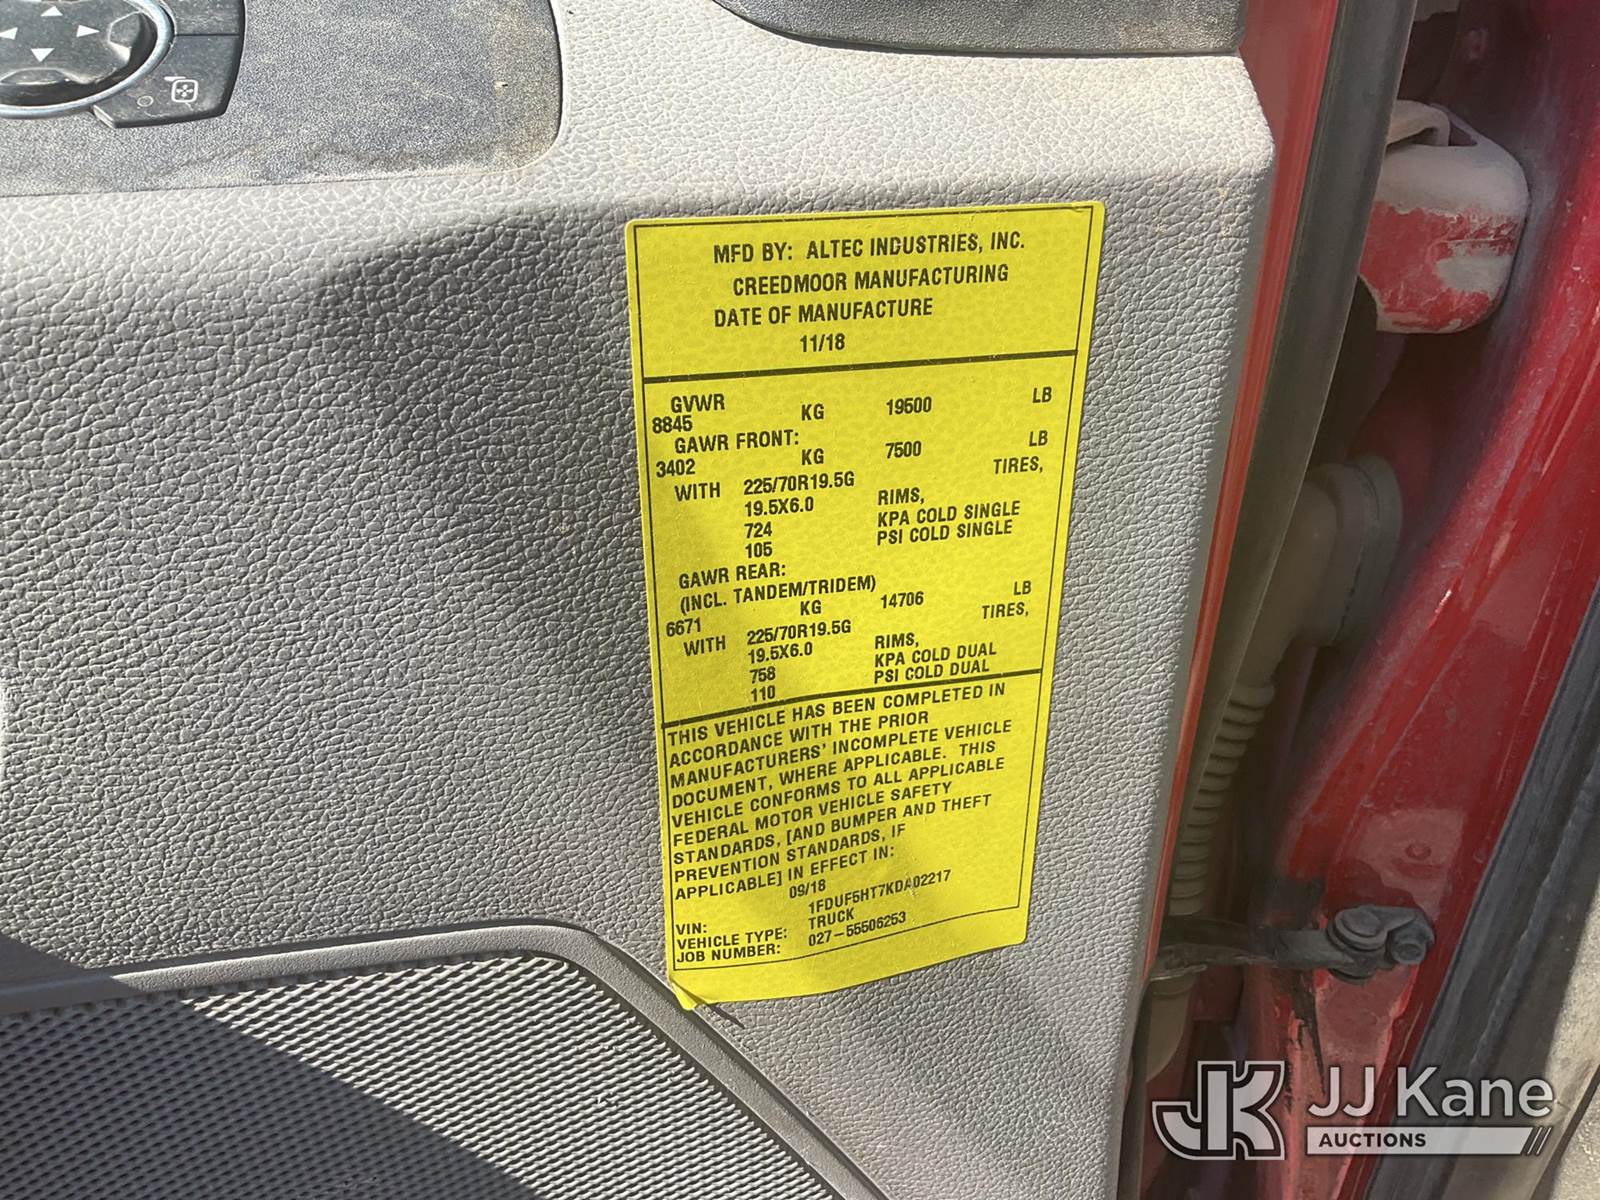 MFD BY: ALTEC INDUSTRIES, INC.
CREEDMOOR MANUFACTURING
DATE OF MANUFACTURE
11/18
GVWR
8845 KG 19500 LB
GAWR FRONT:
3402 KG 7500 LB
WITH 225/70R19.5G TIRES,
19.5X6.0 RIMS,
724 KPA COLD SINGLE
105 PSI COLD SINGLE
GAWR REAR:
(INCL. TANDEM/TRIDEM)
6671 KG 14706 LB
WITH 225/70R19.5G TIRES,
19.5X6.0 RIMS,
758 KPA COLD DUAL
110 PSI COLD DUAL
THIS VEHICLE HAS BEEN COMPLETED IN
ACCORDANCE WITH THE PRIOR
MANUFACTURERS' INCOMPLETE VEHICLE
DOCUMENT, WHERE APPLICABLE. THIS
VEHICLE CONFORMS TO ALL APPLICABLE
FEDERAL MOTOR VEHICLE SAFETY
STANDARDS, [AND BUMPER AND THEFT
PREVENTION STANDARDS, IF
APPLICABLE] IN EFFECT IN:
09/18
VIN: 1FDUF5HT7KDA02217
VEHICLE TYPE: TRUCK
JOB NUMBER: 027-55506253
JK JJ Kane
AUCTIONS